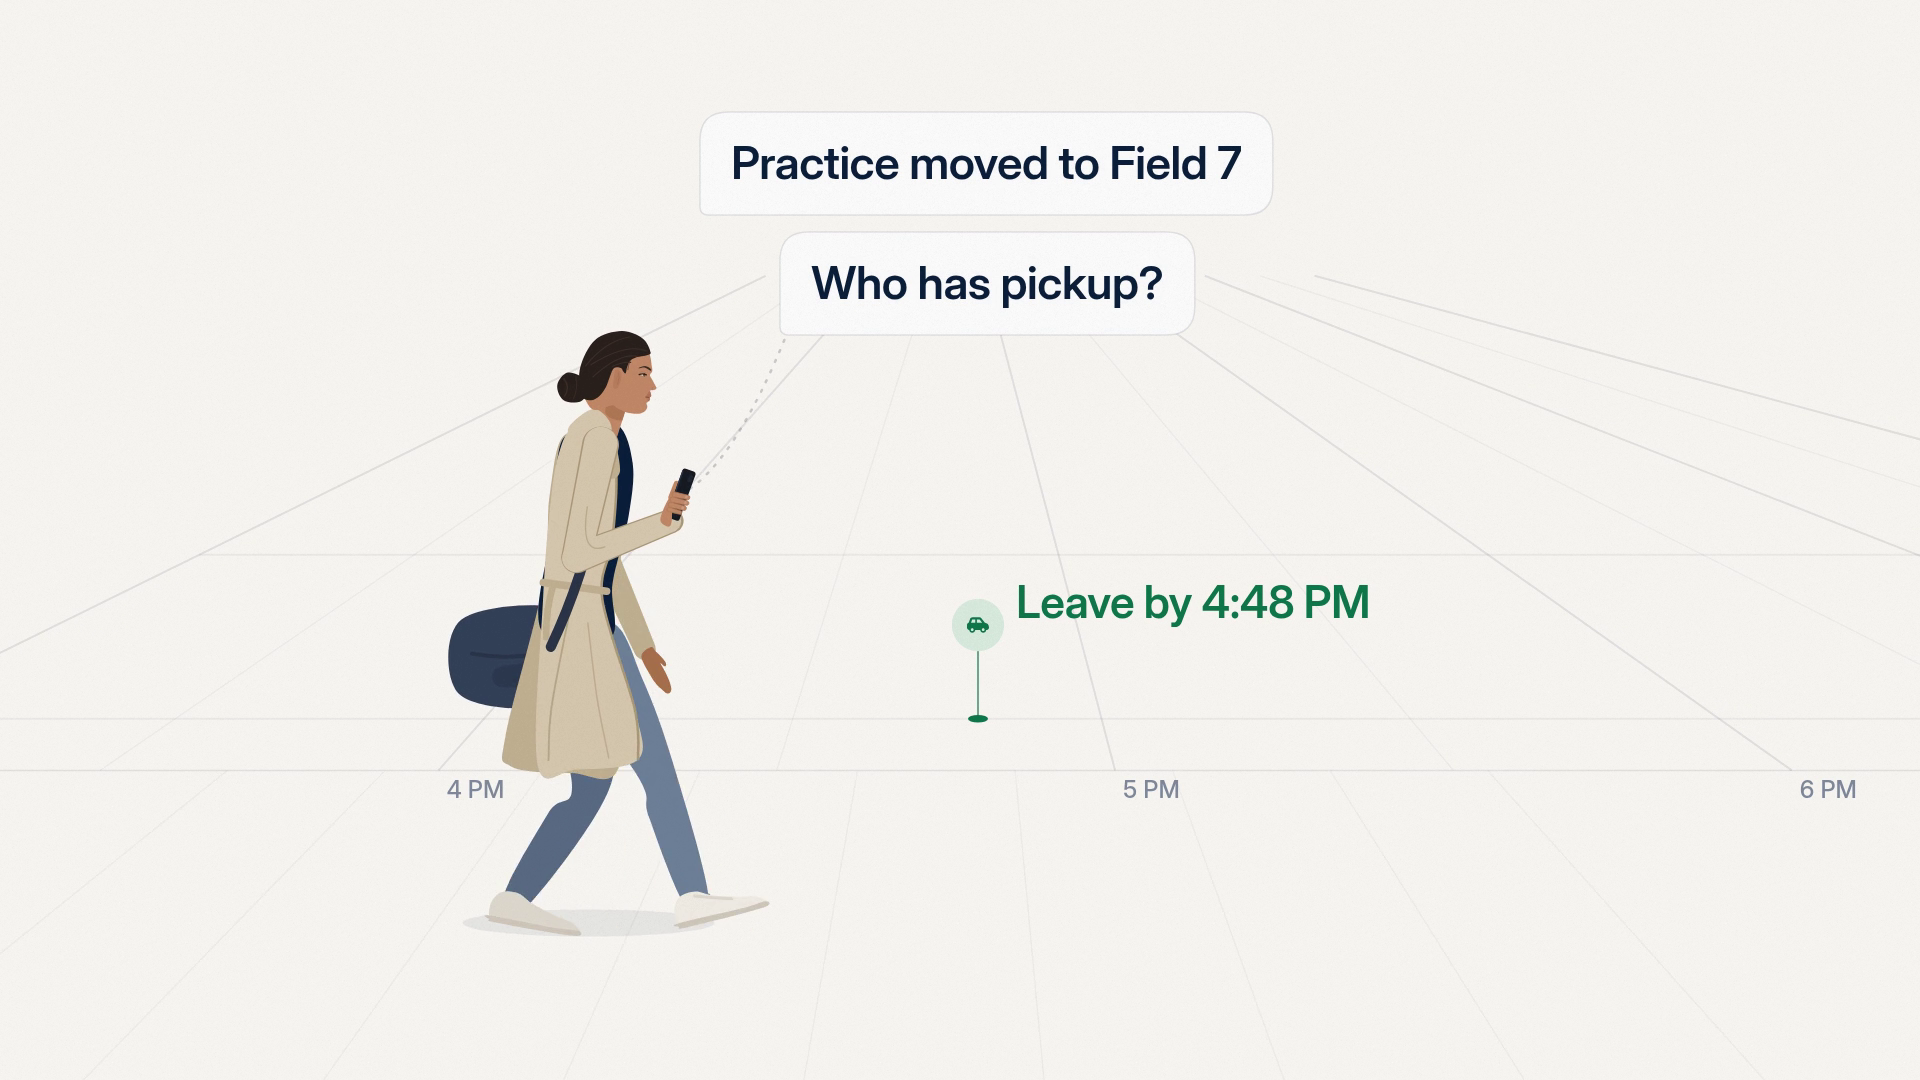 Practice moved to Field 7
Who has pickup?
Leave by 4:48 PM
4 PM
5 PM
6 PM